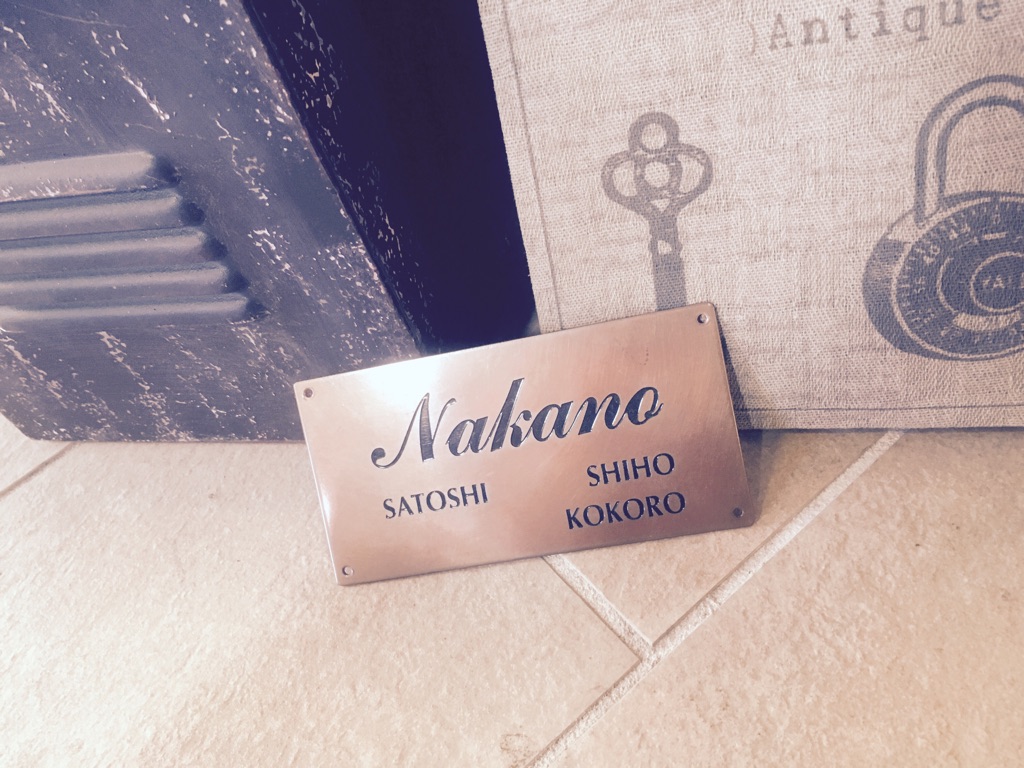 Antique
Nakano
SATOSHI
SHIHO
KOKORO